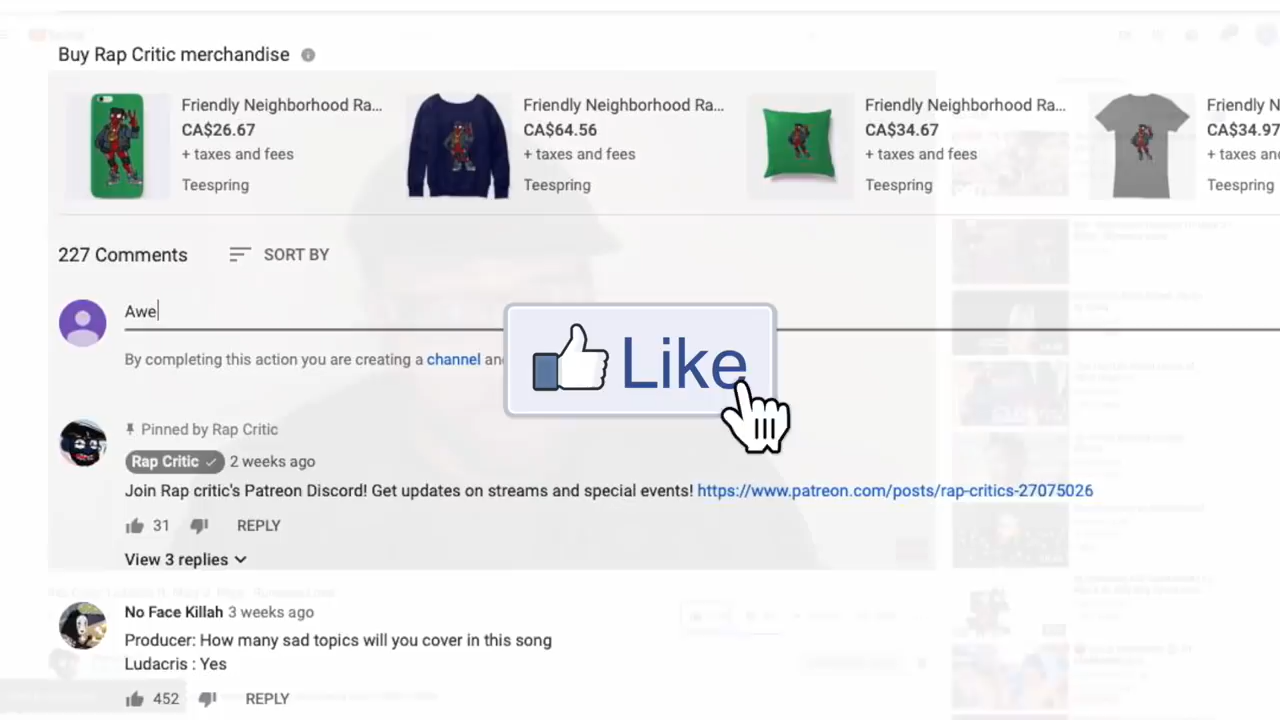 Buy Rap Critic merchandise
Friendly Neighborhood Ra...
CA$26.67
+ taxes and fees
Teespring
Friendly Neighborhood Ra...
CA$64.56
+ taxes and fees
Teespring
Friendly Neighborhood Ra...
CA$34.67
+ taxes and fees
Teespring
Friendly N
CA$34.97
+ taxes and
Teespring
227 Comments
SORT BY
Awe
By completing this action you are creating a channel and
Like
Pinned by Rap Critic
Rap Critic 2 weeks ago
Join Rap critic's Patreon Discord! Get updates on streams and special events! https://www.patreon.com/posts/rap-critics-27075026
31 REPLY
View 3 replies
No Face Killah 3 weeks ago
Producer: How many sad topics will you cover in this song
Ludacris : Yes
452 REPLY